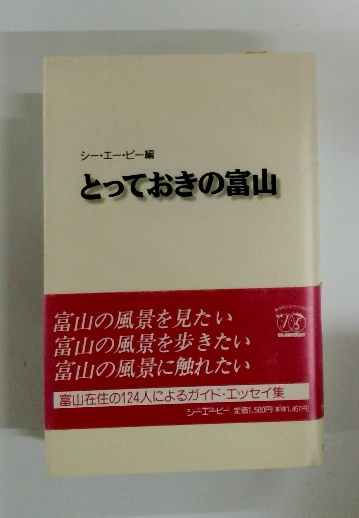 シー・エー・ピー編
とっておきの富山
富山の風景を見たい
富山の風景を歩きたい
富山の風景に触れたい
富山在住の124人によるガイド・エッセイ集
シー・エー・ピー 定価1,500円(本体1,457円)